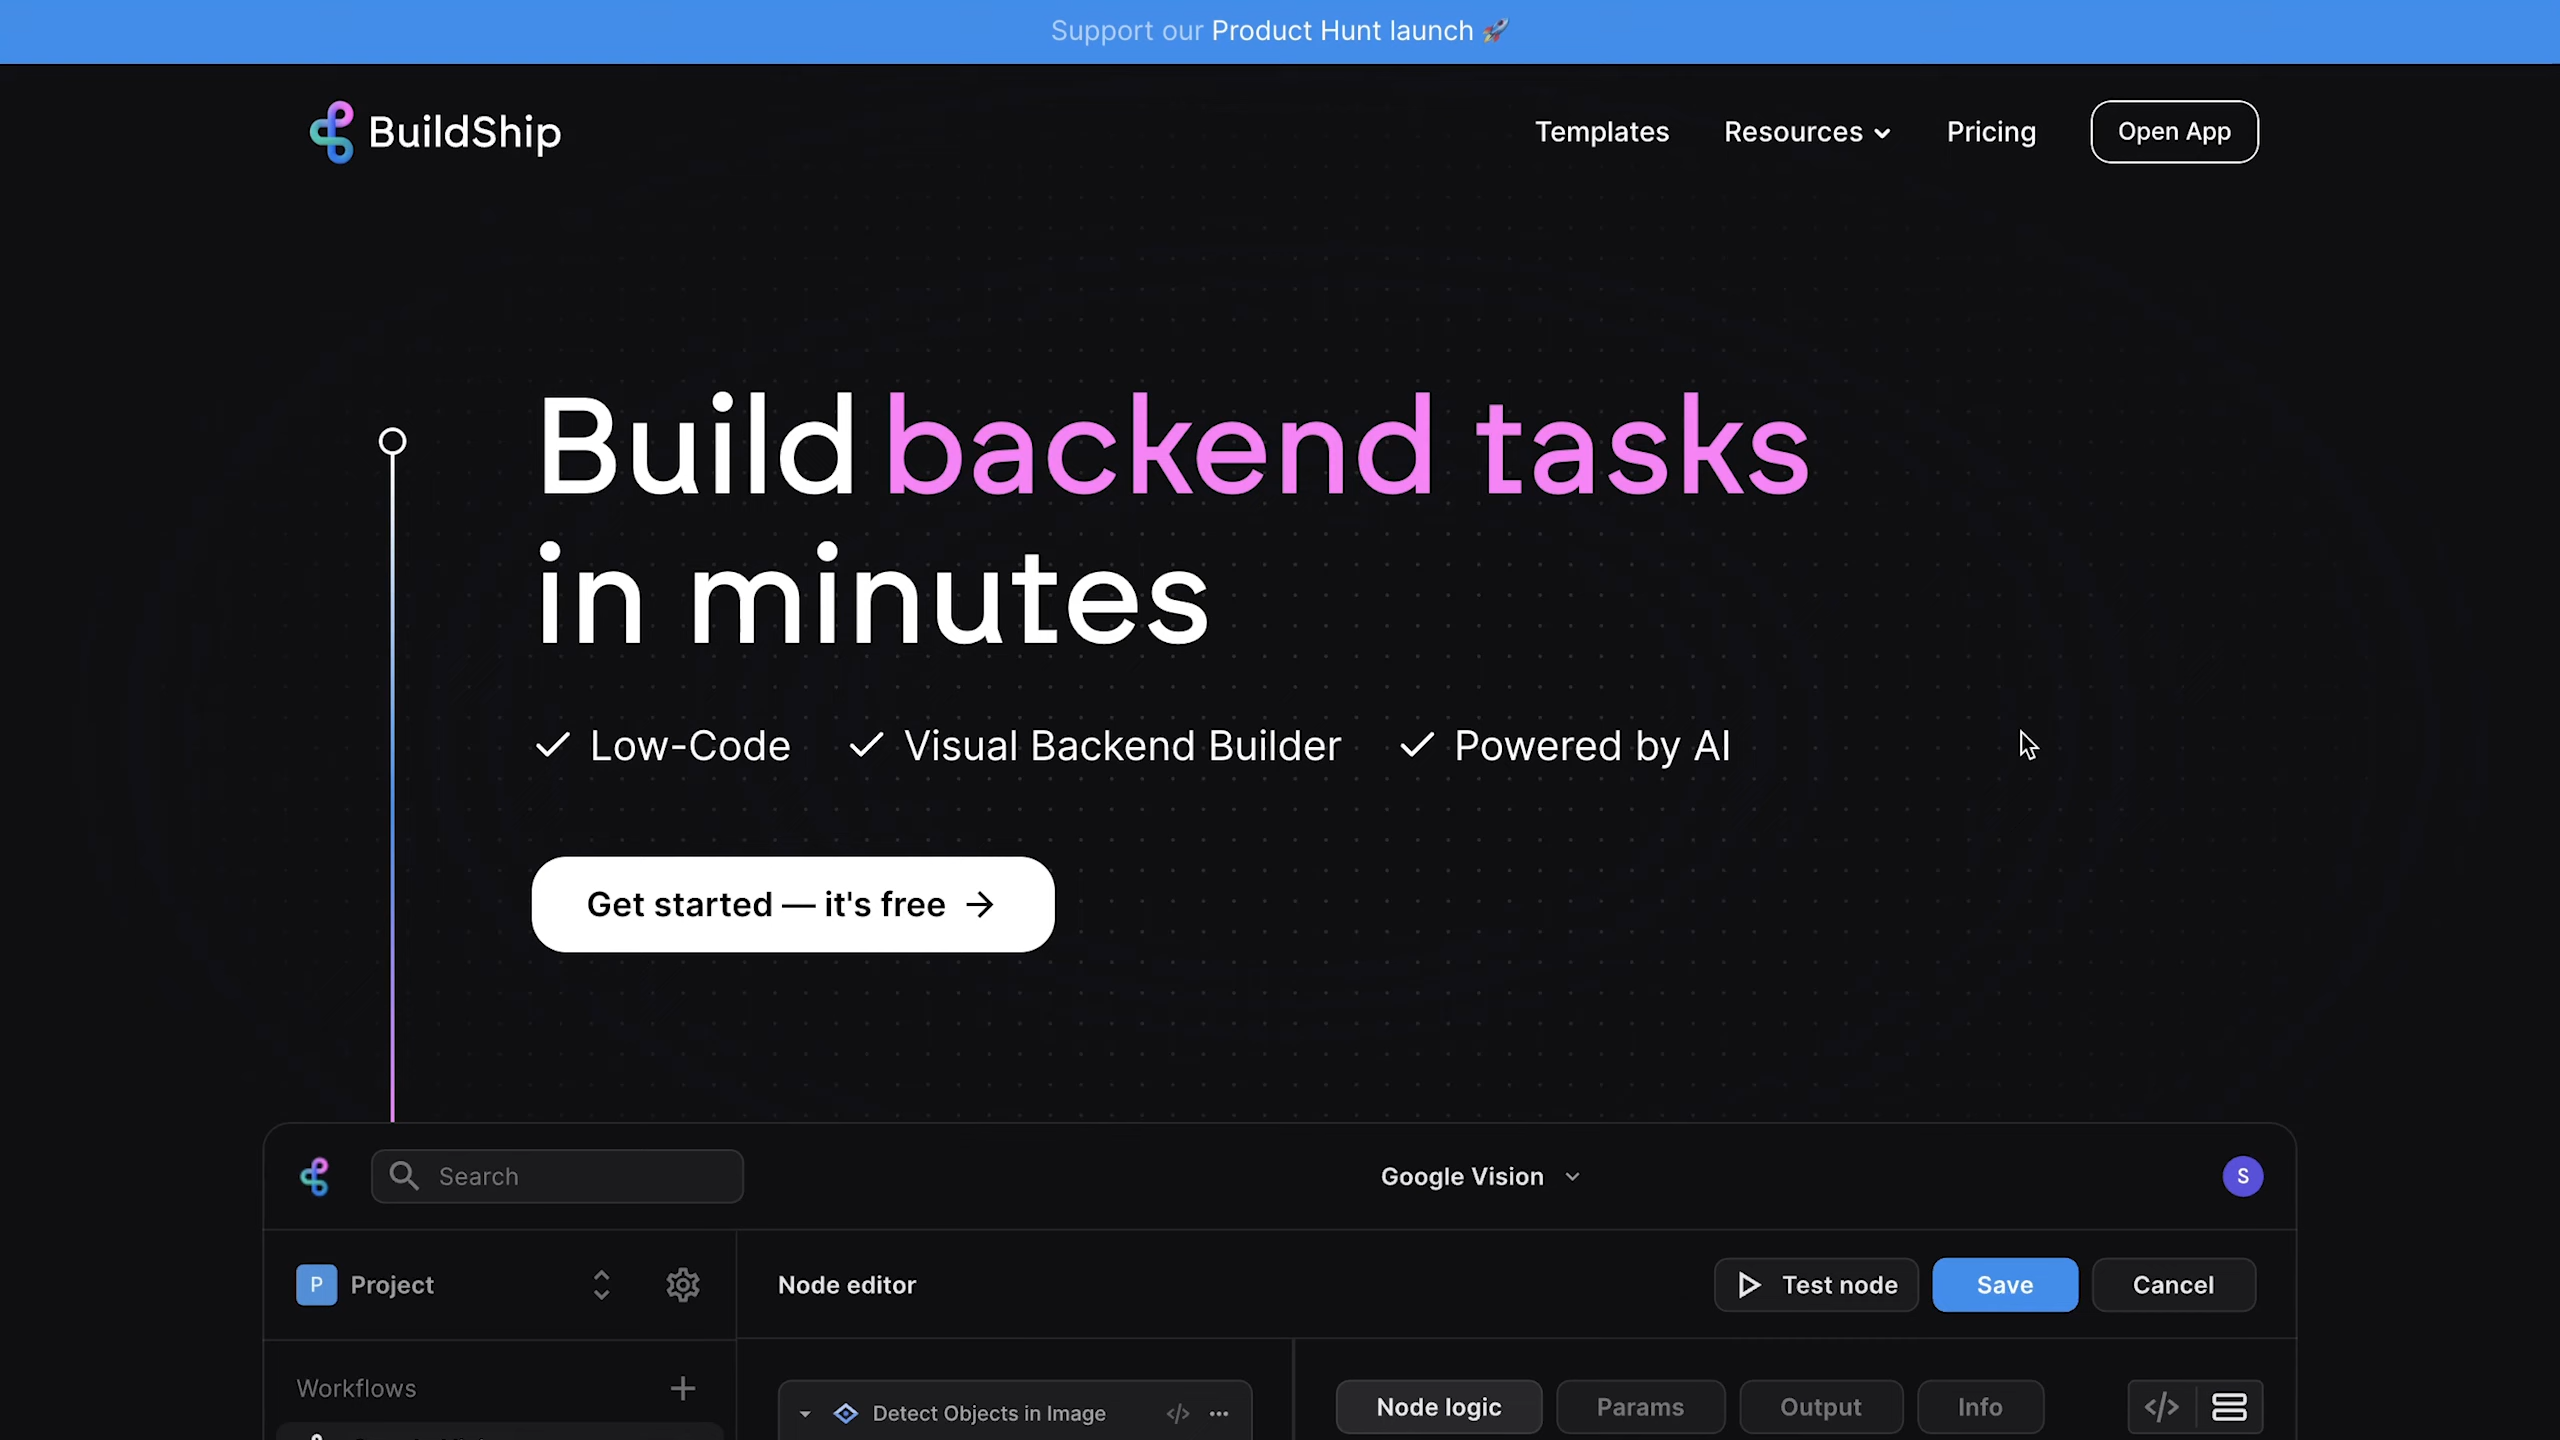 Support our Product Hunt launch 🚀
BuildShip
Templates
Resources
Pricing
Open App
Build backend tasks
in minutes
Low-Code
Visual Backend Builder
Powered by AI
Get started — it's free →
Search
Google Vision
S
P
Project
Node editor
Test node
Save
Cancel
Workflows
Detect Objects in Image
Node logic
Params
Output
Info